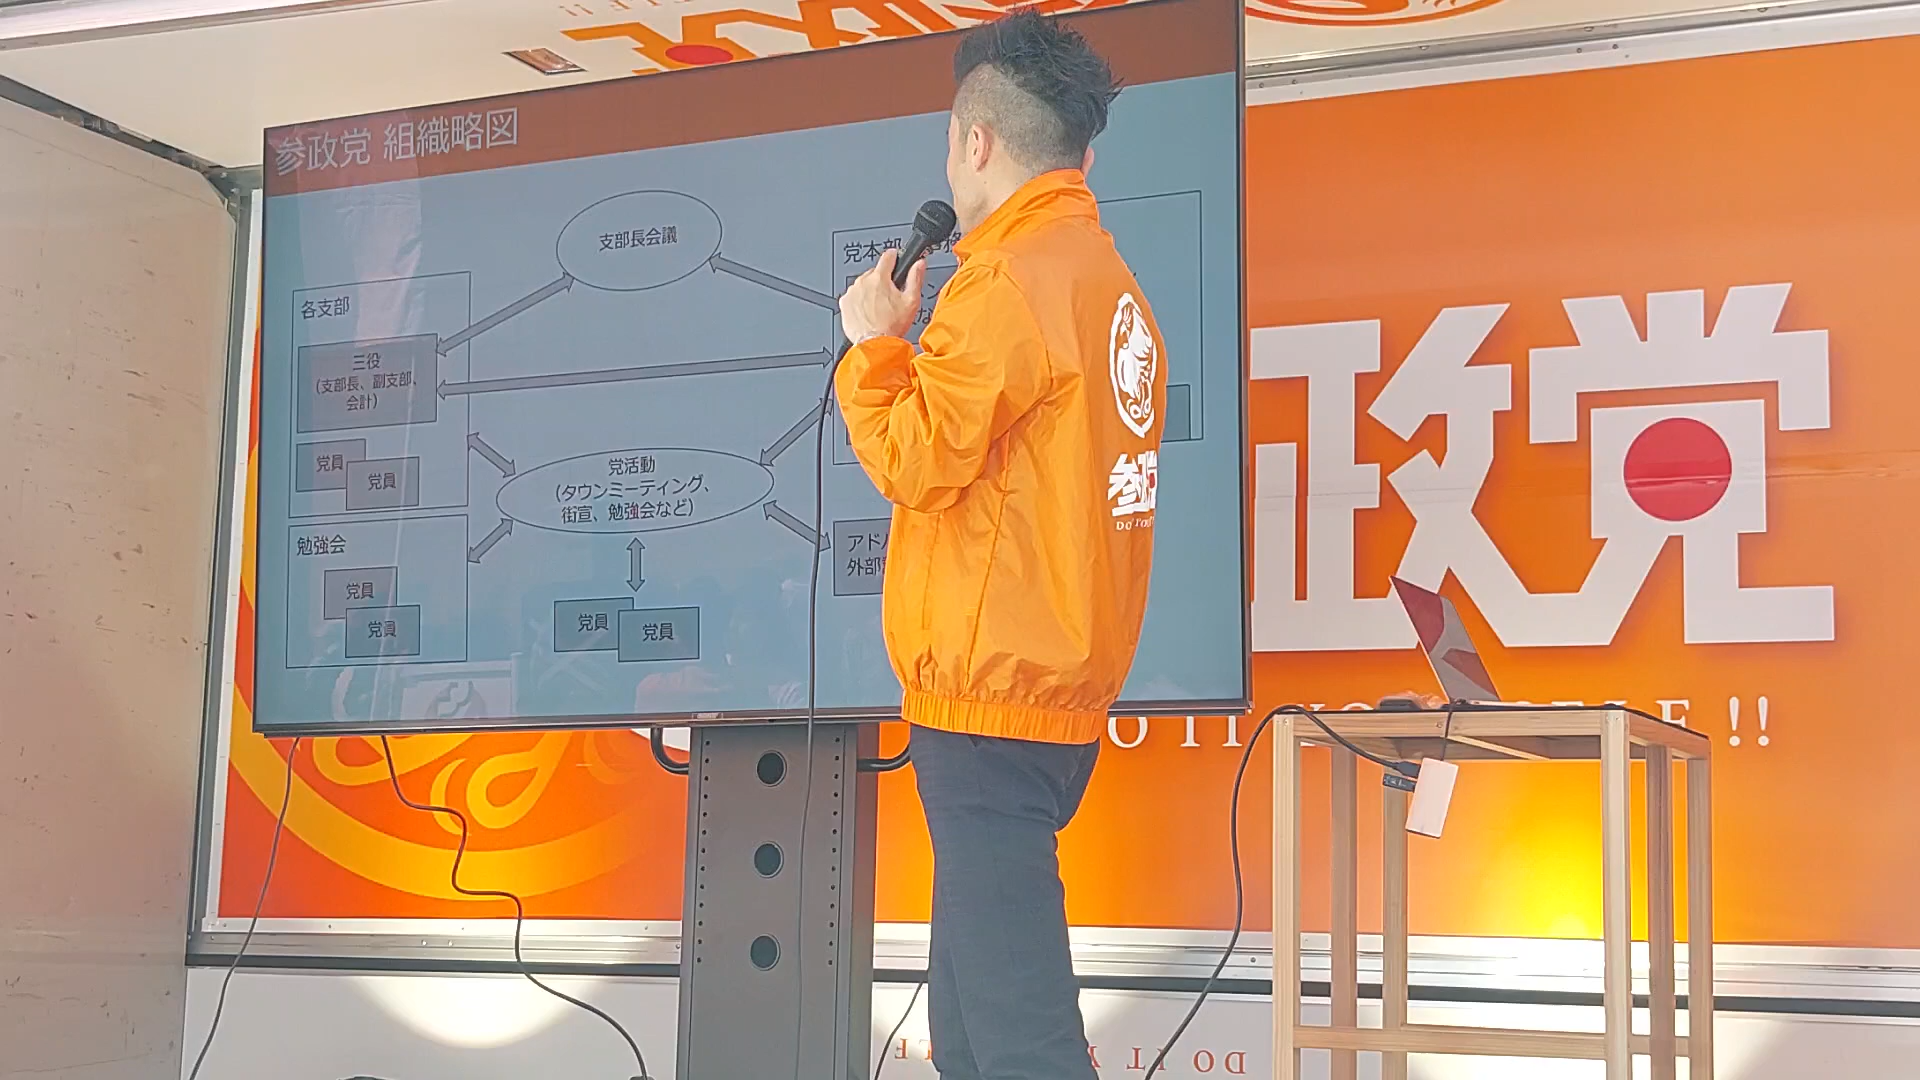 参政党 組織略図
支部長会議
各支部
三役
(支部長、副支部、
会計)
党員
党員
勉強会
党員
党員
党活動
(タウンミーティング、
街宣、勉強会など)
党員
党員
党本部
外部
参政党
政党
!!
DO IT